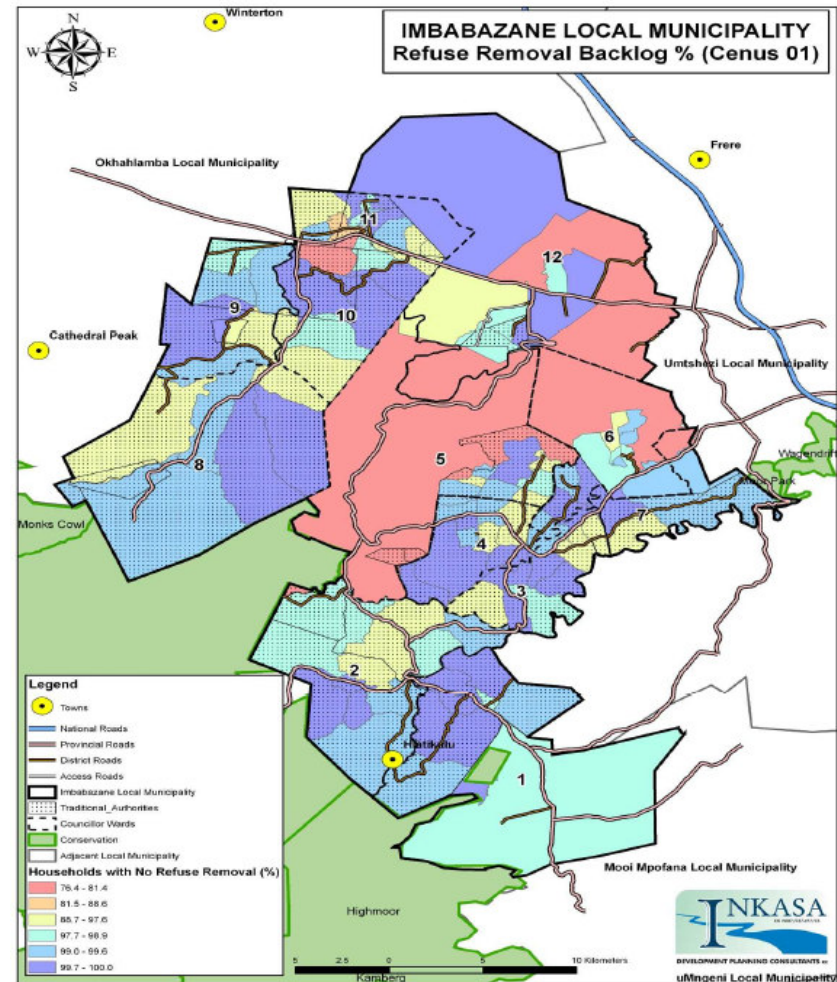 IMBABAZANE LOCAL MUNICIPALITY
Refuse Removal Backlog % (Cenus 01)
N
W E
S
Winterton
Frere
Okhahlamba Local Municipality
11
12
9
10
Cathedral Peak
Umtshezi Local Municipality
6
5
8
Wagendrift
Moor Park
7
Monks Cowl
4
3
2
Hlatikulu
1
Mooi Mpofana Local Municipality
Highmoor
Kamberg
Legend
Towns
National Roads
Provincial Roads
District Roads
Access Roads
Imbabazane Local Municipality
Traditional_Authorities
Councillor Wards
Conservation
Adjacent Local Municipality
Households with No Refuse Removal (%)
76.4 - 81.4
81.5 - 88.6
88.7 - 97.6
97.7 - 98.9
99.0 - 99.6
99.7 - 100.0
5 2.5 0 5 10 Kilometers
INKASA
DEVELOPMENT PLANNING CONSULTANTS
uMngeni Local Municipality